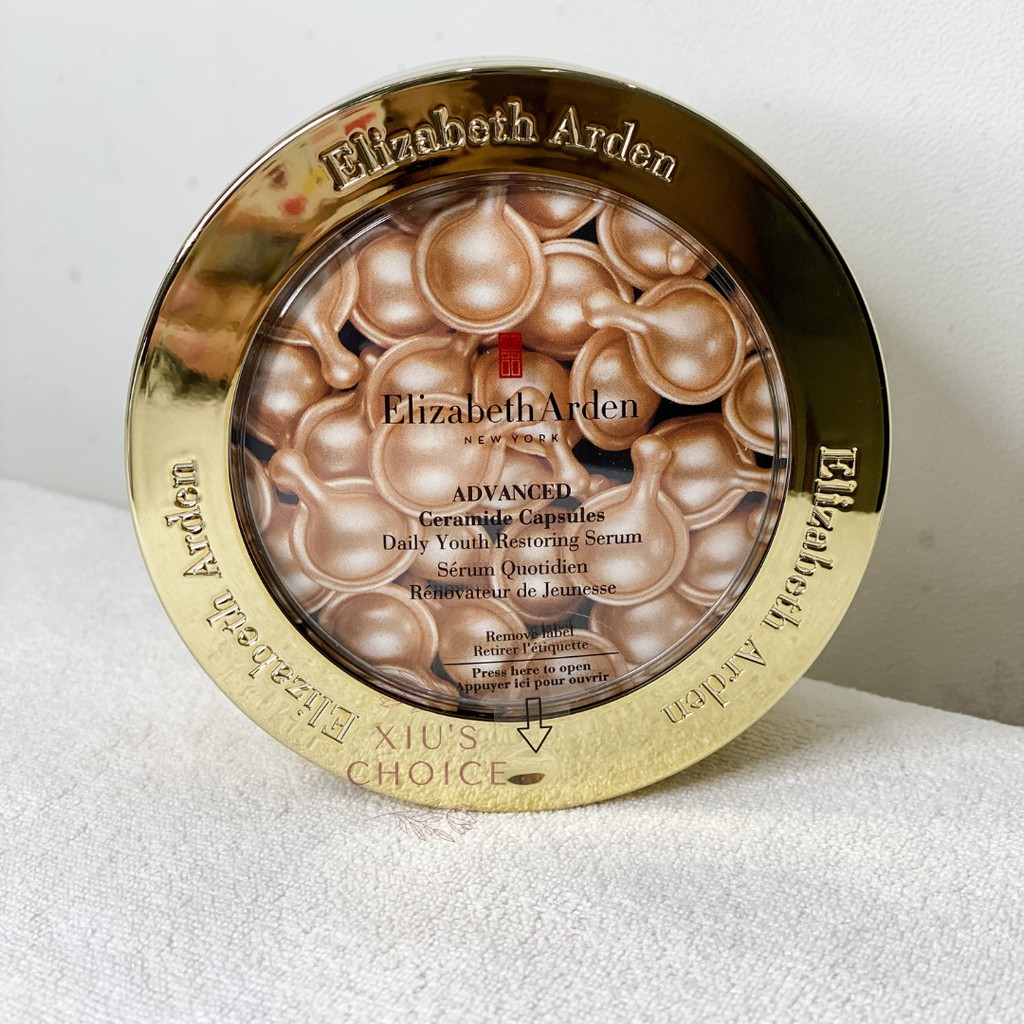 Elizabeth Arden
Elizabeth Arden
NEW YORK
ADVANCED
Ceramide Capsules
Daily Youth Restoring Serum
Sérum Quotidien
Rénovateur de Jeunesse
Remove label
Retirer l'étiquette
Press here to open
Appuyer ici pour ouvrir
Elizabeth Arden
Elizabeth Arden
XIU'S
CHOICE